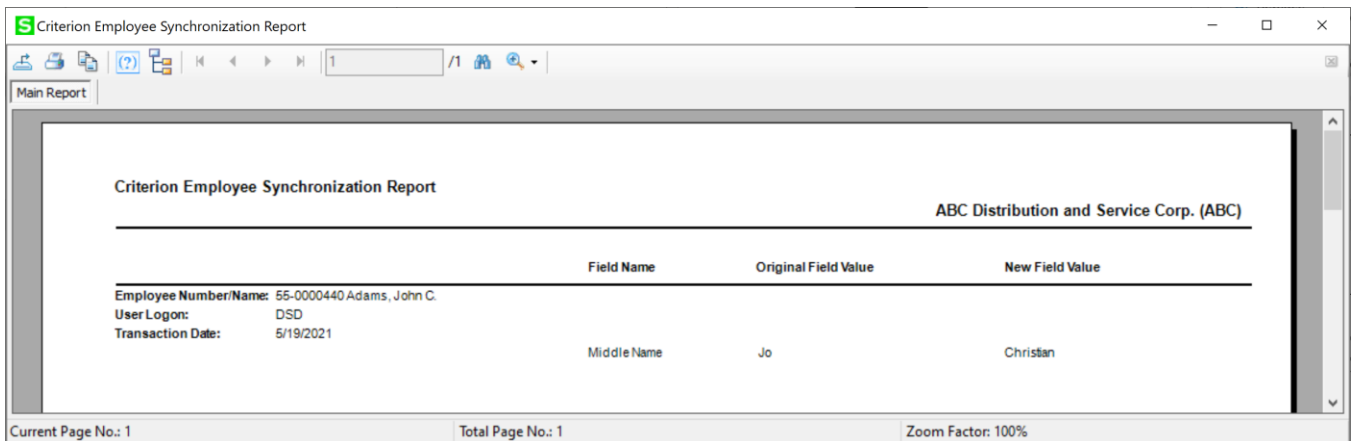 S Criterion Employee Synchronization Report
1 /1
Main Report
Criterion Employee Synchronization Report
ABC Distribution and Service Corp. (ABC)
Field Name Original Field Value New Field Value
Employee Number/Name: 55-0000440 Adams, John C.
User Logon: DSD
Transaction Date: 5/19/2021
Middle Name Jo Christian
Current Page No.: 1 Total Page No.: 1 Zoom Factor: 100%